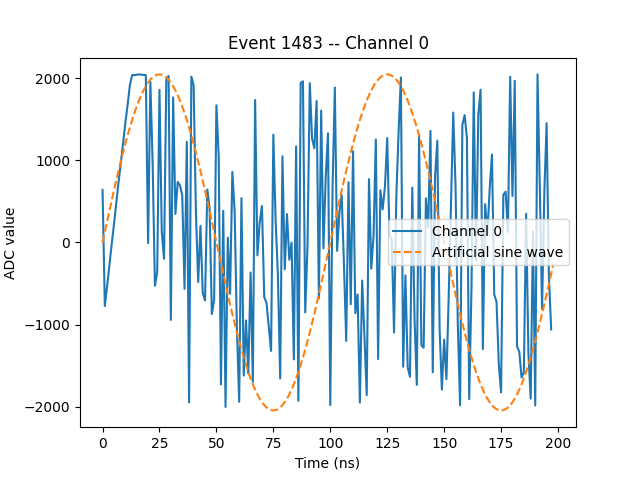 Event 1483 -- Channel 0
ADC value
2000
1000
0
−1000
−2000
Channel 0
Artificial sine wave
0 25 50 75 100 125 150 175 200
Time (ns)